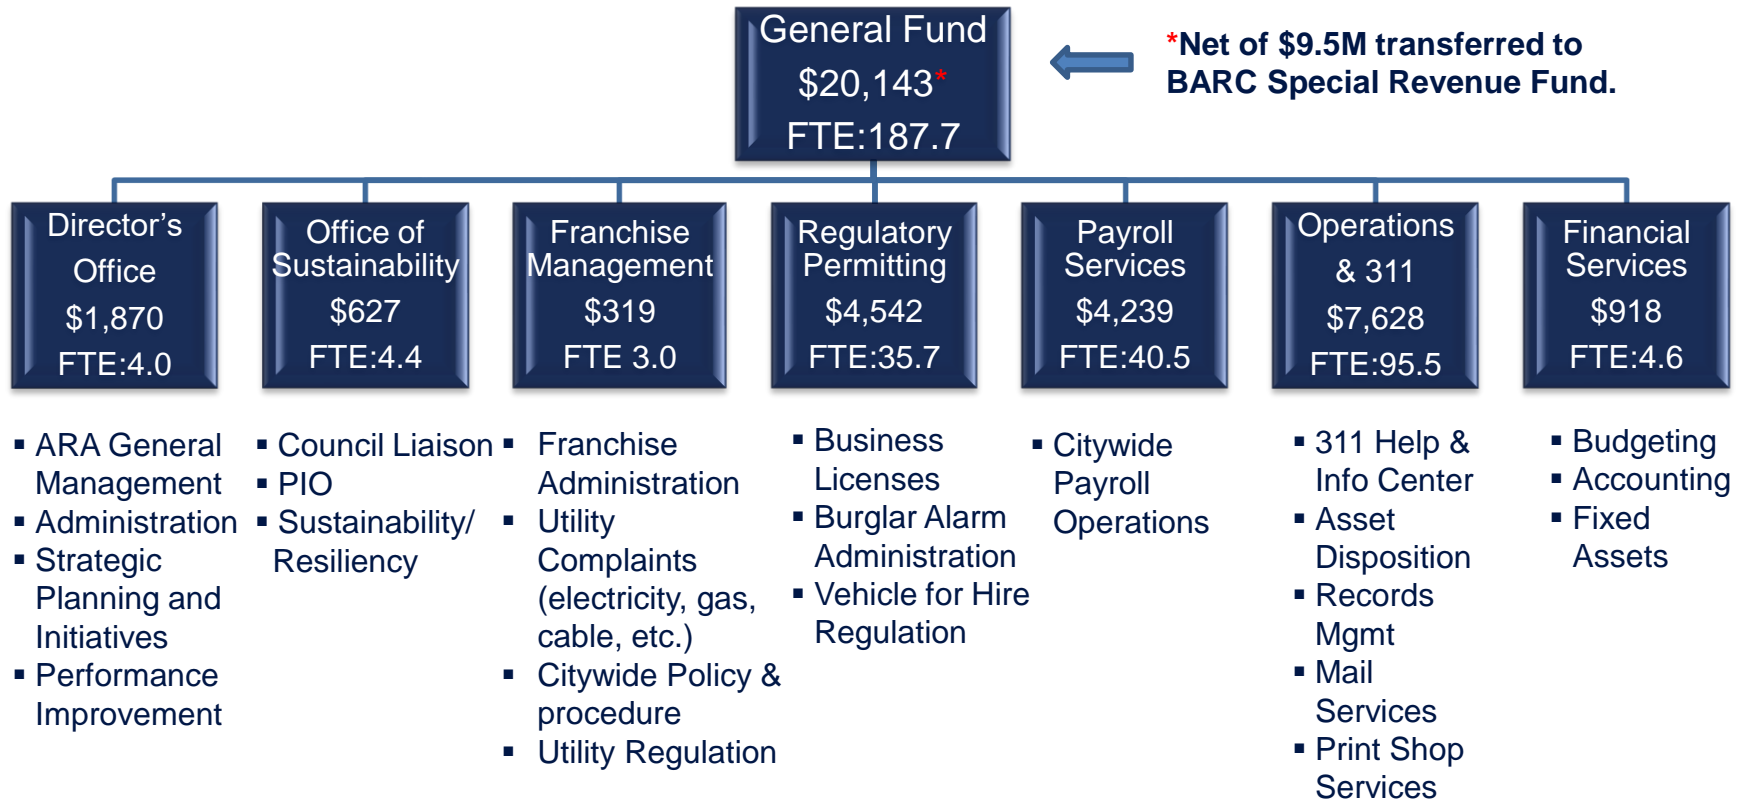 General Fund
$20,143*
FTE:187.7
*Net of $9.5M transferred to
BARC Special Revenue Fund.
Director's
Office
$1,870
FTE:4.0
Office of
Sustainability
$627
FTE:4.4
Franchise
Management
$319
FTE 3.0
Regulatory
Permitting
$4,542
FTE:35.7
Payroll
Services
$4,239
FTE:40.5
Operations
& 311
$7,628
FTE:95.5
Financial
Services
$918
FTE:4.6
▪ ARA General
Management
▪ Administration
▪ Strategic
Planning and
Initiatives
▪ Performance
Improvement
▪ Council Liaison
▪ PIO
▪ Sustainability/
Resiliency
▪ Franchise
Administration
▪ Utility
Complaints
(electricity, gas,
cable, etc.)
▪ Citywide Policy &
procedure
▪ Utility Regulation
▪ Business
Licenses
▪ Burglar Alarm
Administration
▪ Vehicle for Hire
Regulation
▪ Citywide
Payroll
Operations
▪ 311 Help &
Info Center
▪ Asset
Disposition
▪ Records
Mgmt
▪ Mail
Services
▪ Print Shop
Services
▪ Budgeting
▪ Accounting
▪ Fixed
Assets